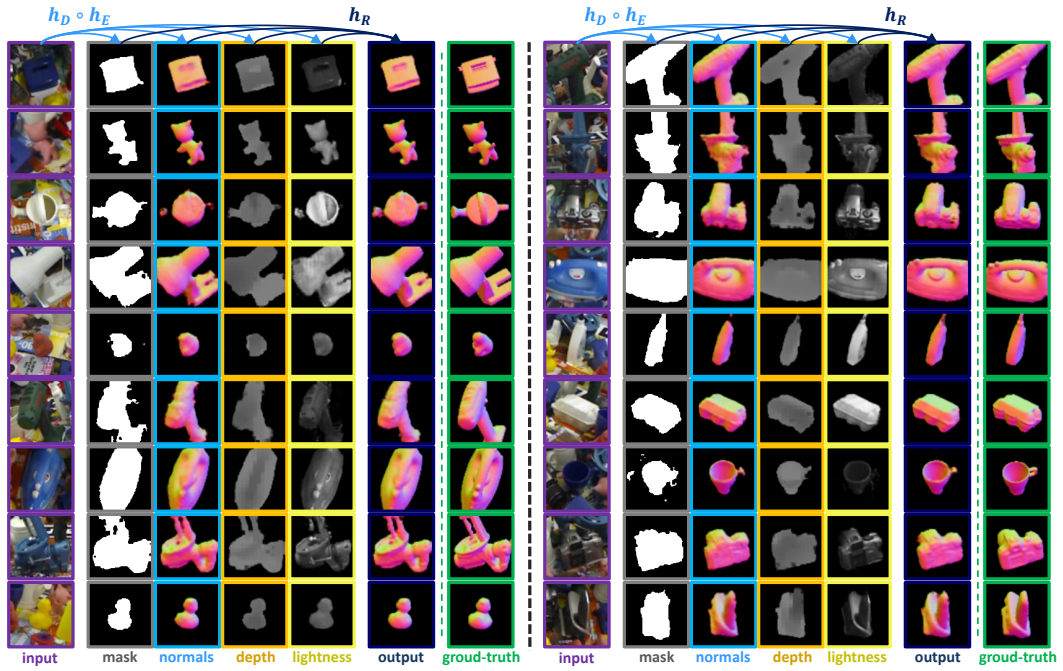 h_D ∘ h_E h_R h_D ∘ h_E h_R
input mask normals depth lightness output groud-truth input mask normals depth lightness output groud-truth